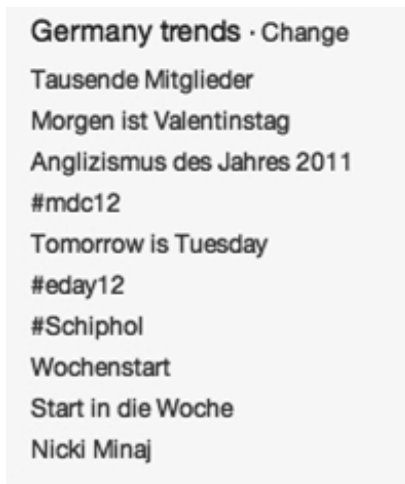 Germany trends · Change
Tausende Mitglieder
Morgen ist Valentinstag
Anglizismus des Jahres 2011
#mdc12
Tomorrow is Tuesday
#eday12
#Schiphol
Wochenstart
Start in die Woche
Nicki Minaj